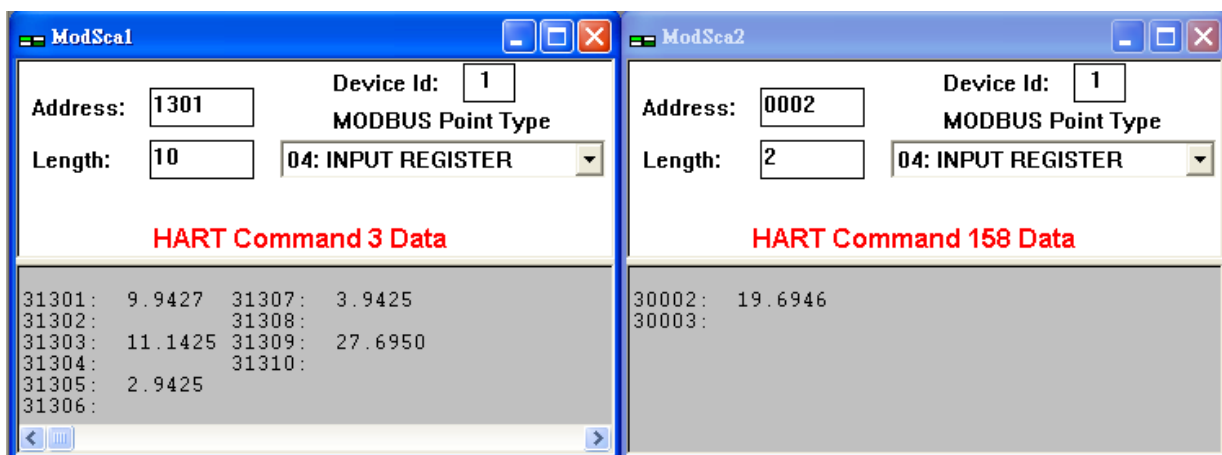 ModSca1
Device Id: 1
Address: 1301
MODBUS Point Type
Length: 10 04: INPUT REGISTER
HART Command 3 Data
31301: 9.9427 31307: 3.9425
31302: 31308:
31303: 11.1425 31309: 27.6950
31304: 31310:
31305: 2.9425
31306:
ModSca2
Device Id: 1
Address: 0002
MODBUS Point Type
Length: 2 04: INPUT REGISTER
HART Command 158 Data
30002: 19.6946
30003: